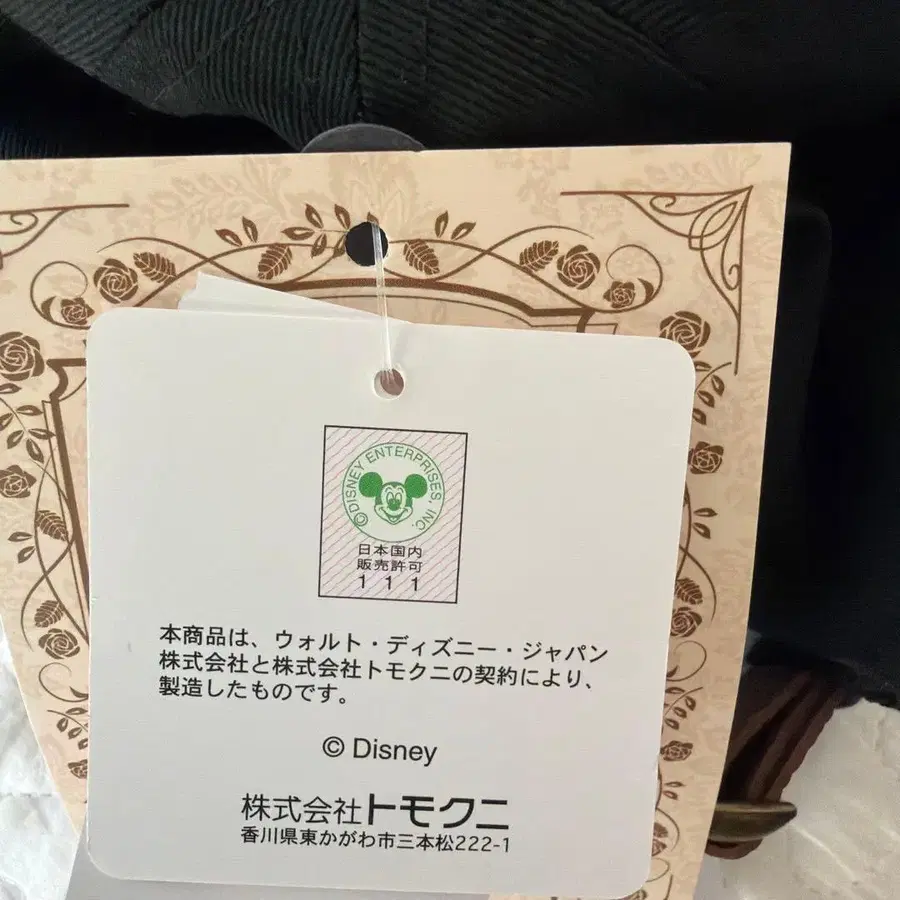 ©DISNEY ENTERPRISES, INC.
日本国内
販売許可
1 1 1
本商品は、ウォルト・ディズニー・ジャパン
株式会社と株式会社トモクニの契約により、
製造したものです。
© Disney
株式会社トモクニ
香川県東かがわ市三本松222-1